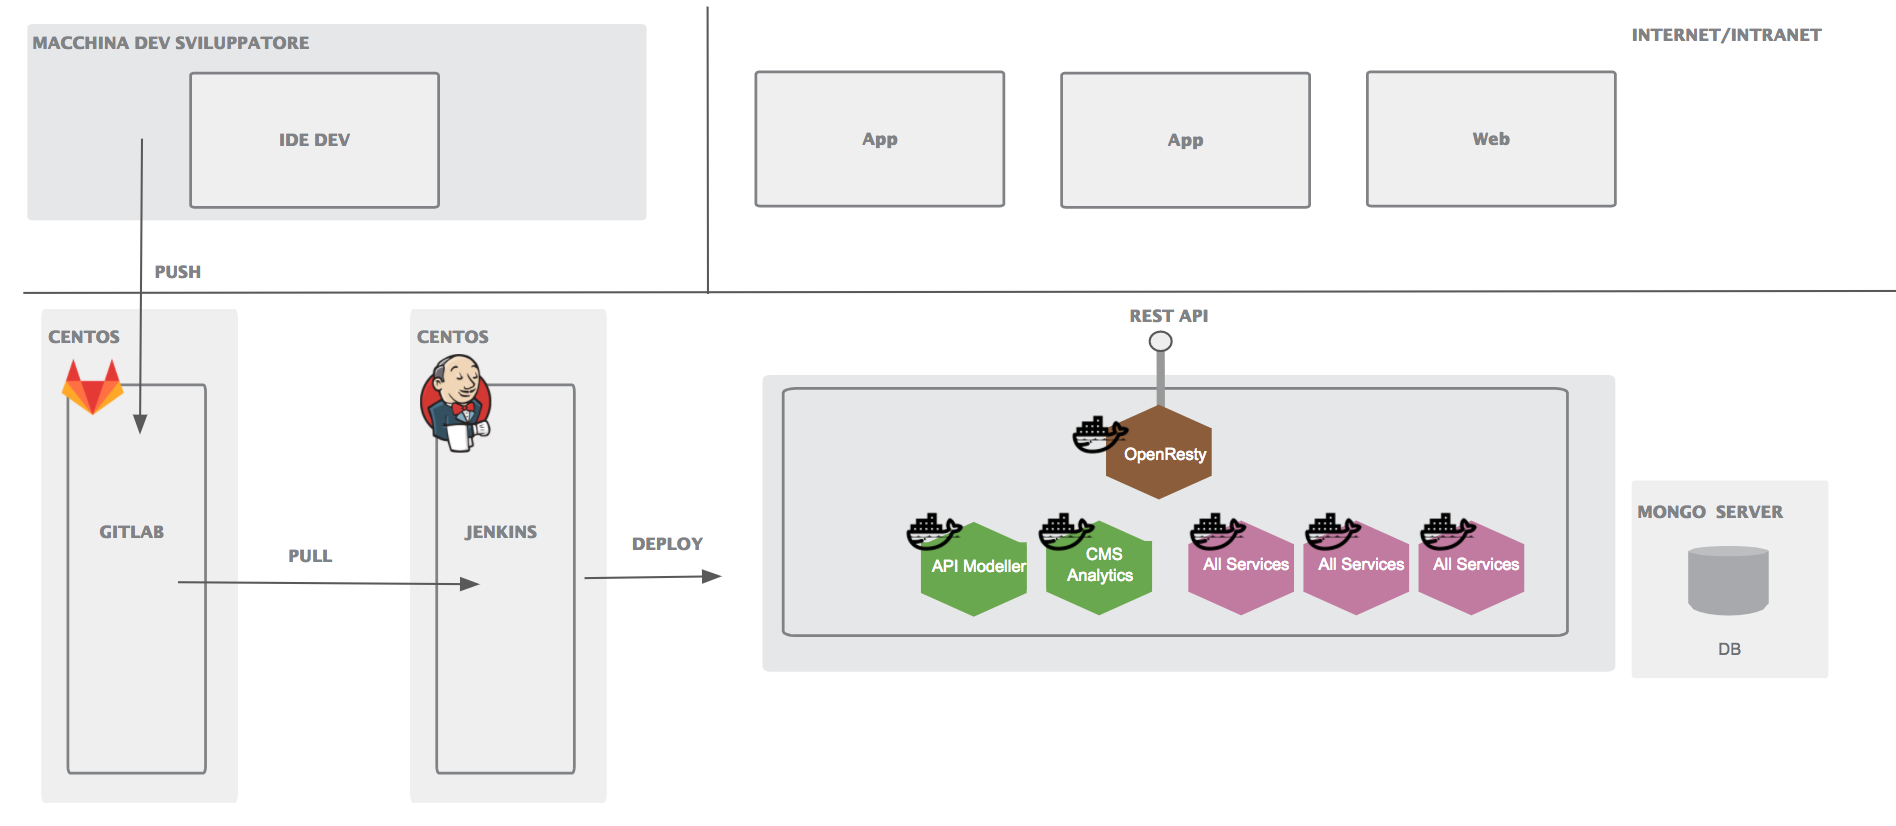 MACCHINA DEV SVILUPPATORE
IDE DEV
INTERNET/INTRANET
App
App
Web
PUSH
CENTOS
GITLAB
PULL
CENTOS
JENKINS
DEPLOY
REST API
OpenResty
API Modeller
CMS
Analytics
All Services
All Services
All Services
MONGO  SERVER
DB